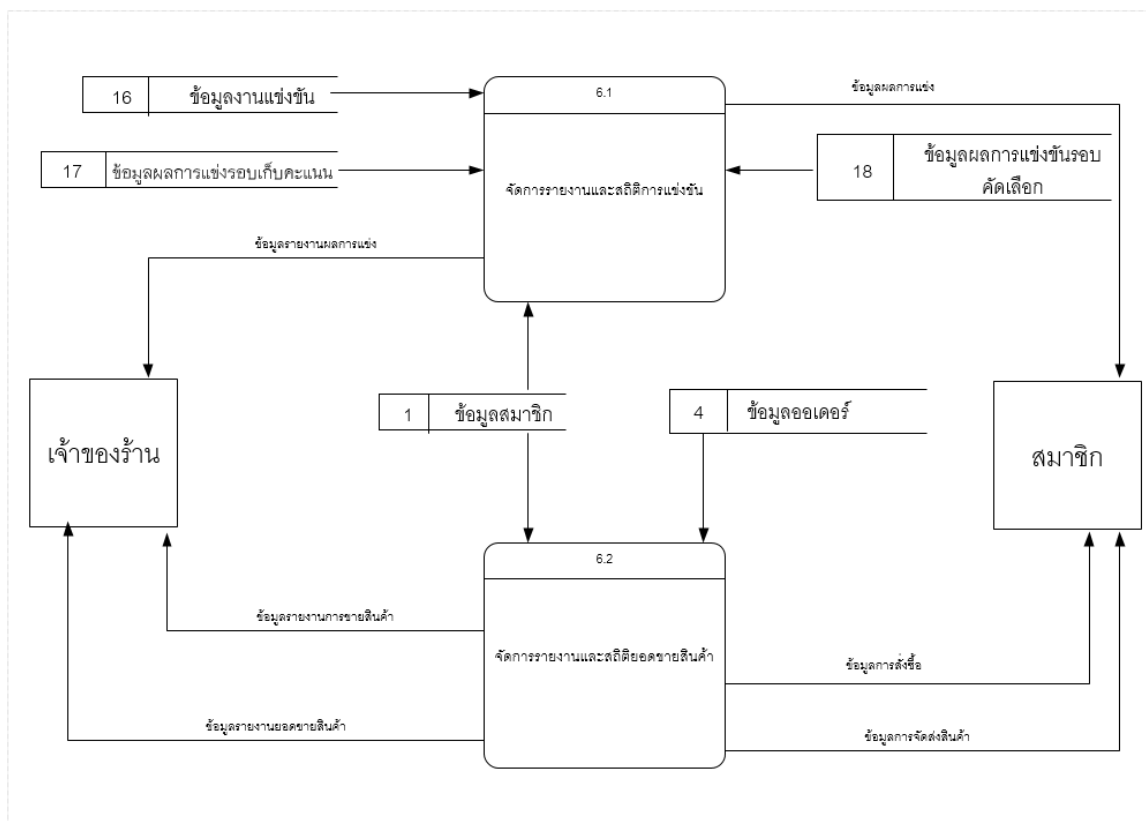 6.1
ข้อมูลผลการแข่ง
16 ข้อมูลงานแข่งขัน
17 ข้อมูลผลการแข่งรอบเก็บคะแนน
18 ข้อมูลผลการแข่งขันรอบ
คัดเลือก
จัดการรายงานและสถิติการแข่งขัน
ข้อมูลรายงานผลการแข่ง
1 ข้อมูลสมาชิก
4 ข้อมูลออเดอร์
เจ้าของร้าน
สมาชิก
6.2
ข้อมูลรายงานการขายสินค้า
จัดการรายงานและสถิติยอดขายสินค้า
ข้อมูลการสั่งซื้อ
ข้อมูลรายงานยอดขายสินค้า
ข้อมูลการจัดส่งสินค้า